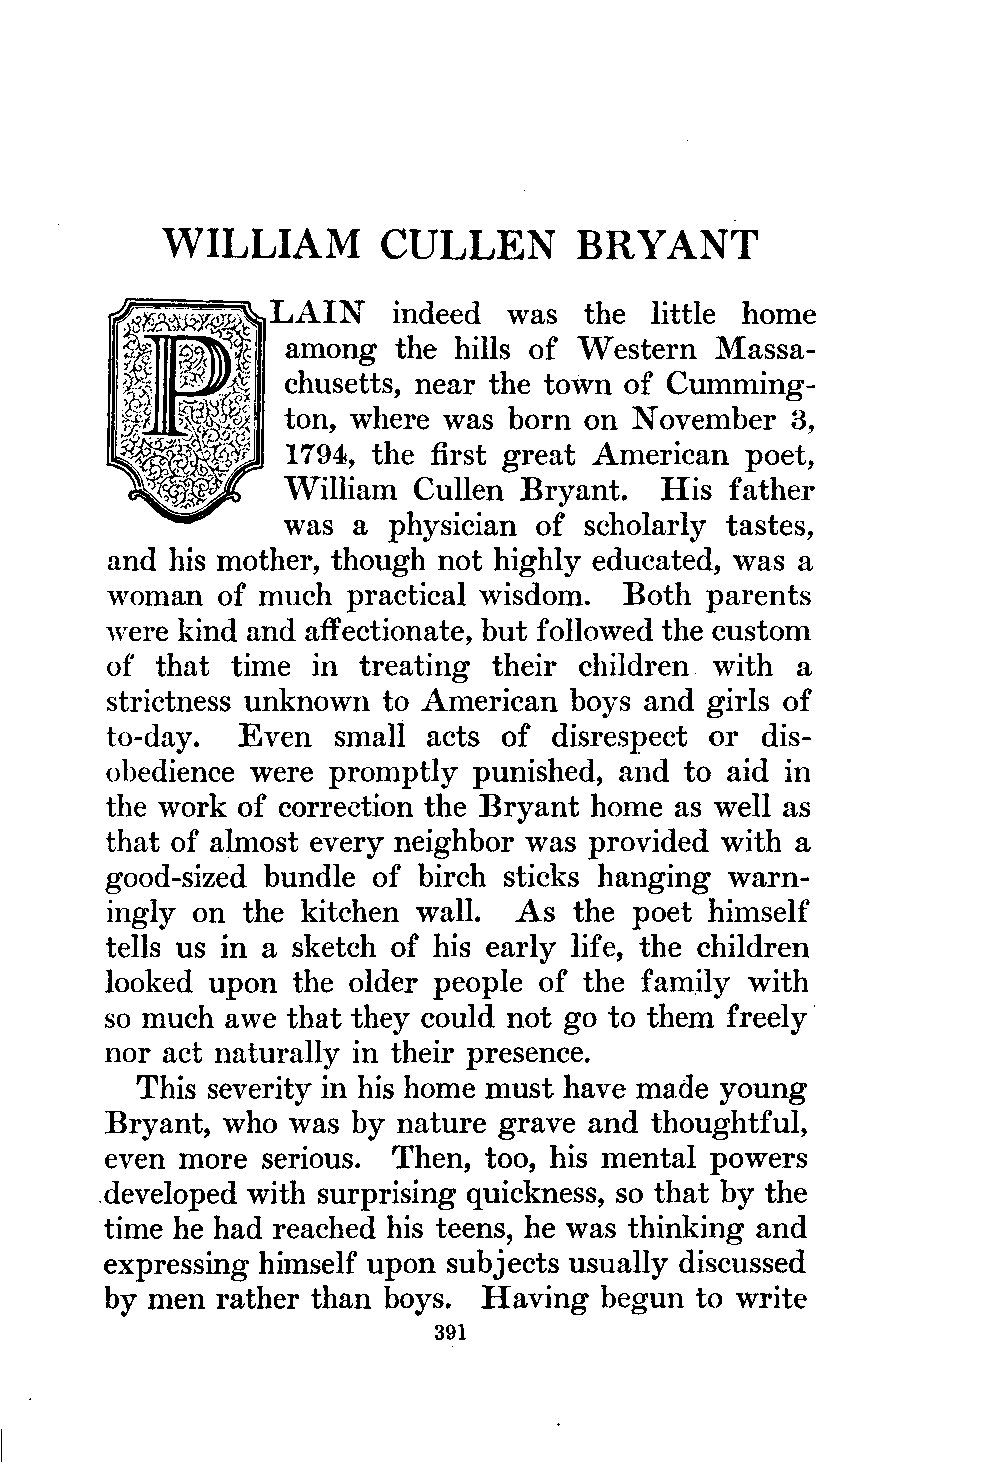 WILLIAM CULLEN BRYANT
PLAIN indeed was the little home
among the hills of Western Massa-
chusetts, near the town of Cumming-
ton, where was born on November 3,
1794, the first great American poet,
William Cullen Bryant. His father
was a physician of scholarly tastes,
and his mother, though not highly educated, was a
woman of much practical wisdom. Both parents
were kind and affectionate, but followed the custom
of that time in treating their children with a
strictness unknown to American boys and girls of
to-day. Even small acts of disrespect or dis-
obedience were promptly punished, and to aid in
the work of correction the Bryant home as well as
that of almost every neighbor was provided with a
good-sized bundle of birch sticks hanging warn-
ingly on the kitchen wall. As the poet himself
tells us in a sketch of his early life, the children
looked upon the older people of the family with
so much awe that they could not go to them freely
nor act naturally in their presence.
This severity in his home must have made young
Bryant, who was by nature grave and thoughtful,
even more serious. Then, too, his mental powers
developed with surprising quickness, so that by the
time he had reached his teens, he was thinking and
expressing himself upon subjects usually discussed
by men rather than boys. Having begun to write
391